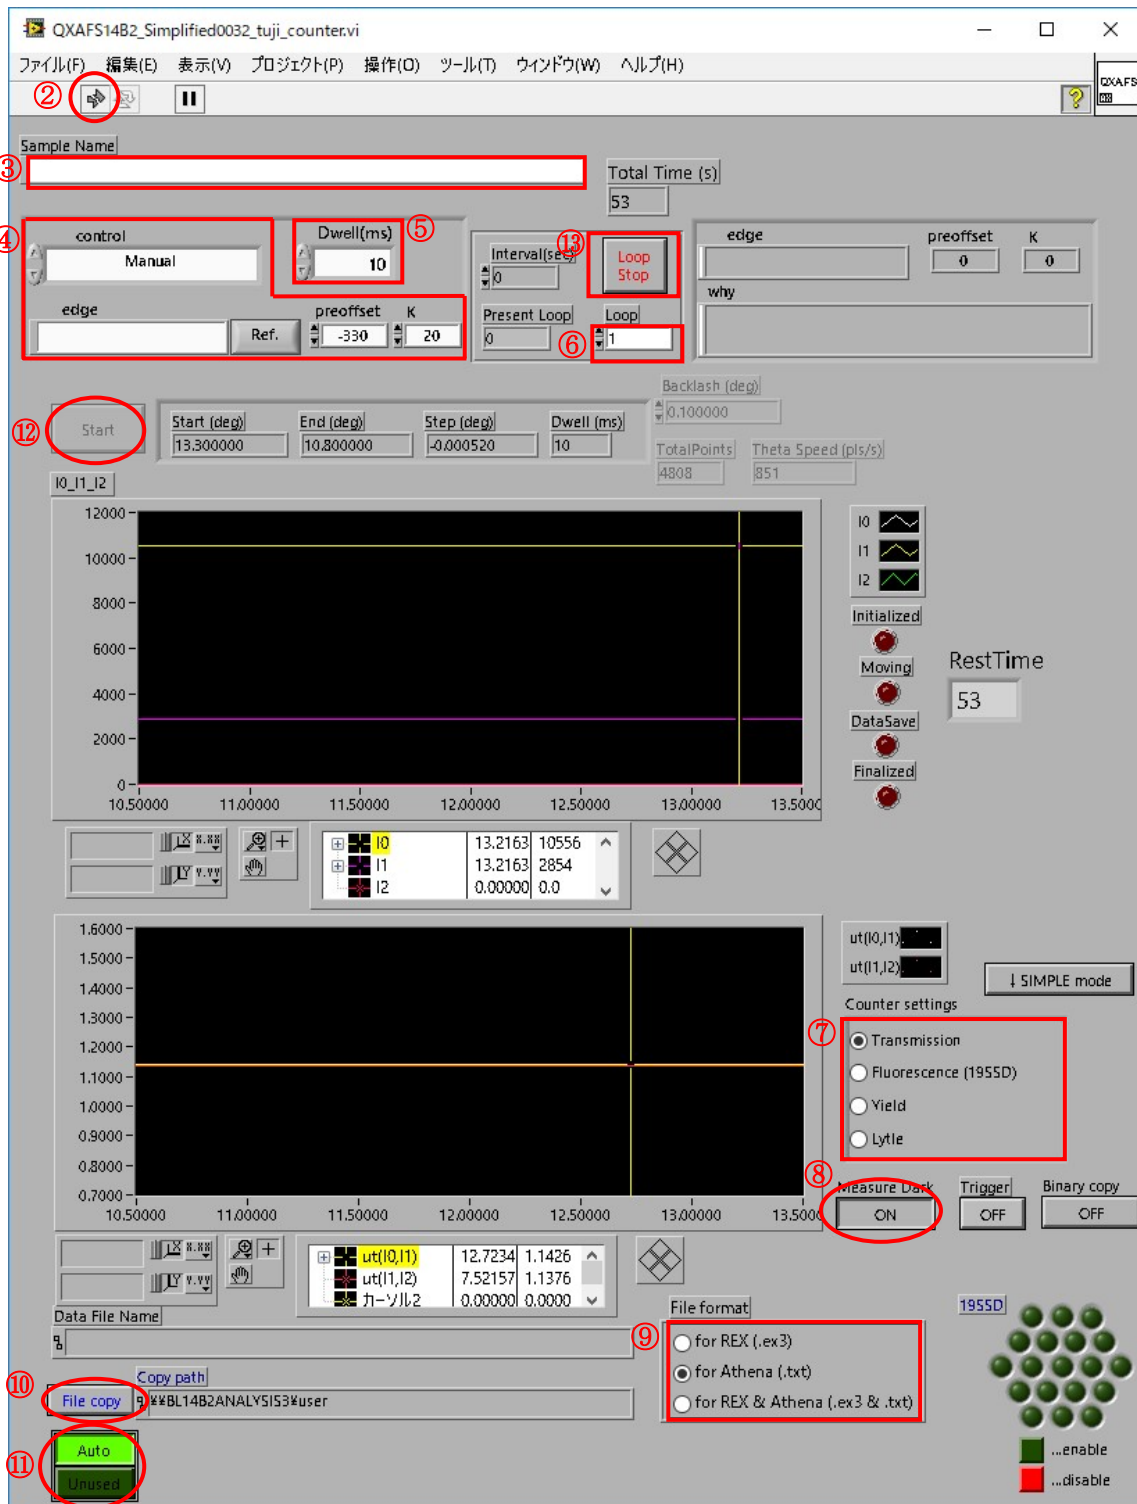 QXAFS14B2_Simplified0032_tuji_counter.vi
ファイル(F) 編集(E) 表示(V) プロジェクト(P) 操作(O) ツール(T) ウインドウ(W) ヘルプ(H)
② QXAFS
③ Sample Name
Total Time (s)
53
④ control
Manual
Dwell(ms) ⑤
10
edge
Ref.
preoffset K
-330 20
Interval(sec)
0
⑬ Loop Stop
Present Loop
0
⑥ Loop
1
edge preoffset K
0 0
why
⑫ Start
Start (deg) End (deg) Step (deg) Dwell (ms)
13.300000 10.800000 -0.000520 10
Backlash (deg)
0.100000
TotalPoints Theta Speed (pls/s)
4808 851
I0_I1_I2
12000
10000
8000
6000
4000
2000
0
10.50000 11.00000 11.50000 12.00000 12.50000 13.00000 13.5000
I0
I1
I2
Initialized
Moving
DataSave
Finalized
RestTime
53
X 8.88
Y 9.99
I0 13.2163 10556
I1 13.2163 2854
I2 0.00000 0.0
1.6000
1.5000
1.4000
1.3000
1.2000
1.1000
1.0000
0.9000
0.8000
0.7000
10.50000 11.00000 11.50000 12.00000 12.50000 13.00000 13.5000
ut(I0,I1)
ut(I1,I2)
↓SIMPLE mode
Counter settings
⑦ Transmission
Fluorescence (19SSD)
Yield
Lytle
⑧ Measure Dark Trigger Binary copy
ON OFF OFF
X 8.88
Y 9.99
ut(I0,I1) 12.7234 1.1426
ut(I1,I2) 7.52157 1.1376
カーソル2 0.00000 0.0000
Data File Name
File format
⑨ for REX (.ex3)
for Athena (.txt)
for REX & Athena (.ex3 & .txt)
19SSD
⑩ File copy
Copy path
¥¥BL14B2ANALYSIS3¥user
⑪ Auto
Unused
...enable
...disable